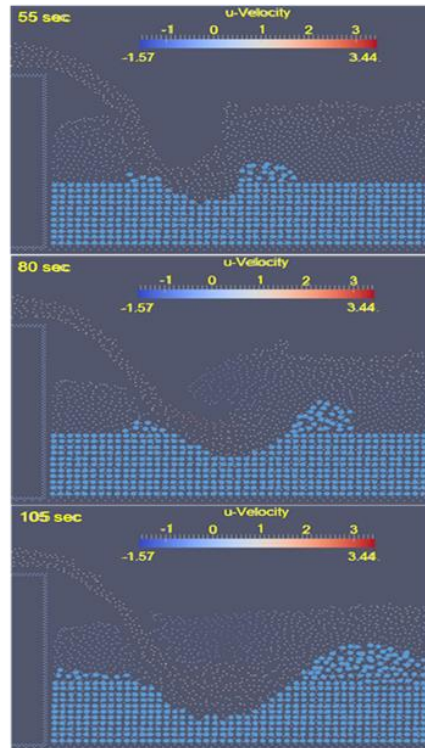 55 sec
u-Velocity
-1 0 1 2 3
-1.57 3.44
80 sec
u-Velocity
-1 0 1 2 3
-1.57 3.44
105 sec
u-Velocity
-1 0 1 2 3
-1.57 3.44